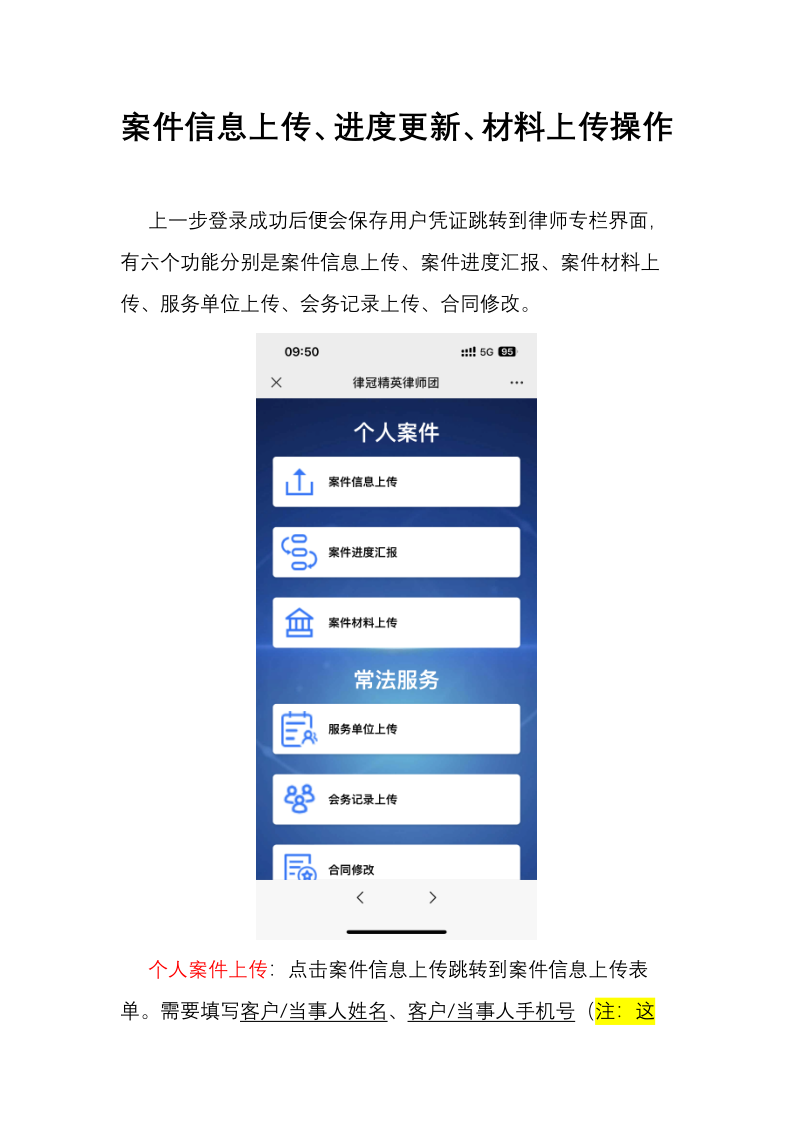 案件信息上传、进度更新、材料上传操作
上一步登录成功后便会保存用户凭证跳转到律师专栏界面，
有六个功能分别是案件信息上传、案件进度汇报、案件材料上
传、服务单位上传、会务记录上传、合同修改。
09:50 5G 95
律冠精英律师团
个人案件
案件信息上传
案件进度汇报
案件材料上传
常法服务
服务单位上传
会务记录上传
合同修改
个人案件上传：点击案件信息上传跳转到案件信息上传表
单。需要填写客户/当事人姓名、客户/当事人手机号（注：这